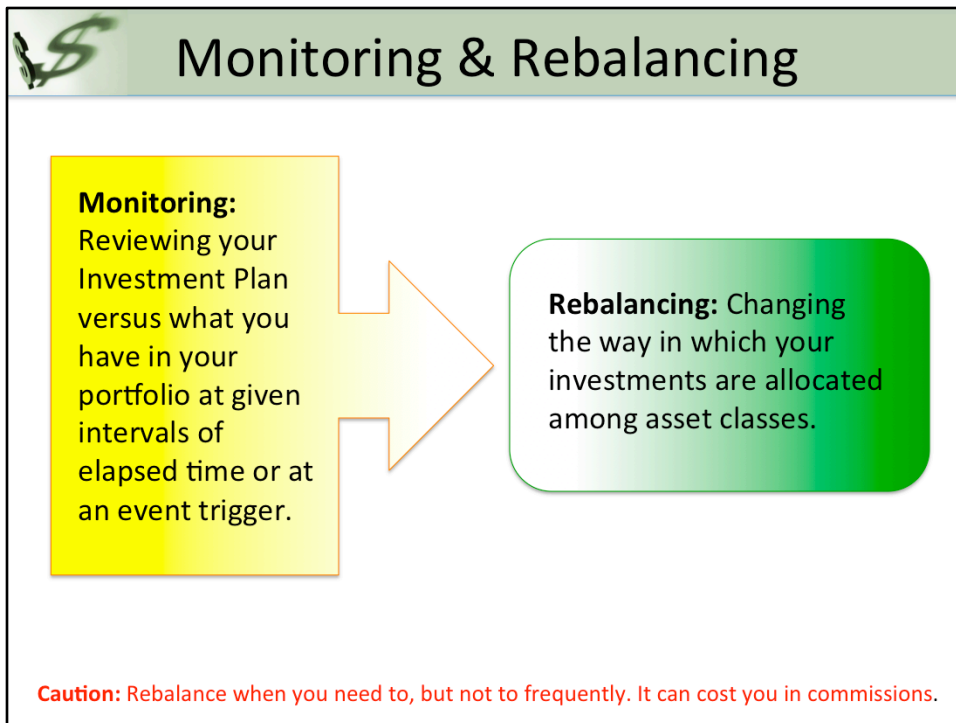 Monitoring & Rebalancing
Monitoring:
Reviewing your
Investment Plan
versus what you
have in your
portfolio at given
intervals of
elapsed time or at
an event trigger.
Rebalancing: Changing
the way in which your
investments are allocated
among asset classes.
Caution: Rebalance when you need to, but not to frequently. It can cost you in commissions.